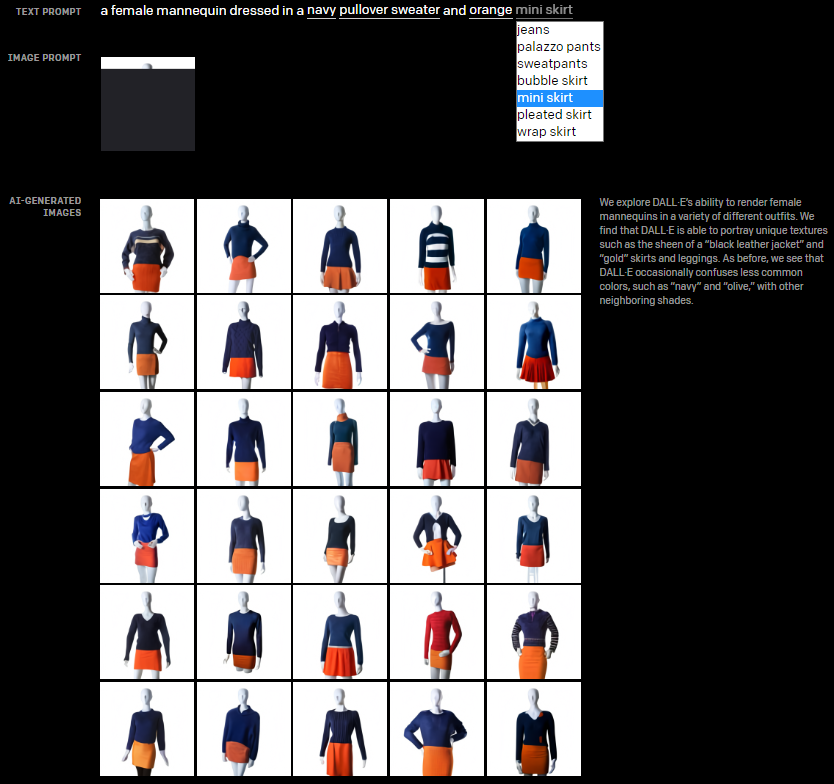 TEXT PROMPT
a female mannequin dressed in a navy pullover sweater and orange mini skirt
jeans
palazzo pants
sweatpants
bubble skirt
mini skirt
pleated skirt
wrap skirt
IMAGE PROMPT
AI-GENERATED
IMAGES
We explore DALL·E's ability to render female
mannequins in a variety of different outfits. We
find that DALL·E is able to portray unique textures
such as the sheen of a “black leather jacket” and
“gold” skirts and leggings. As before, we see that
DALL·E occasionally confuses less common
colors, such as “navy” and “olive,” with other
neighboring shades.